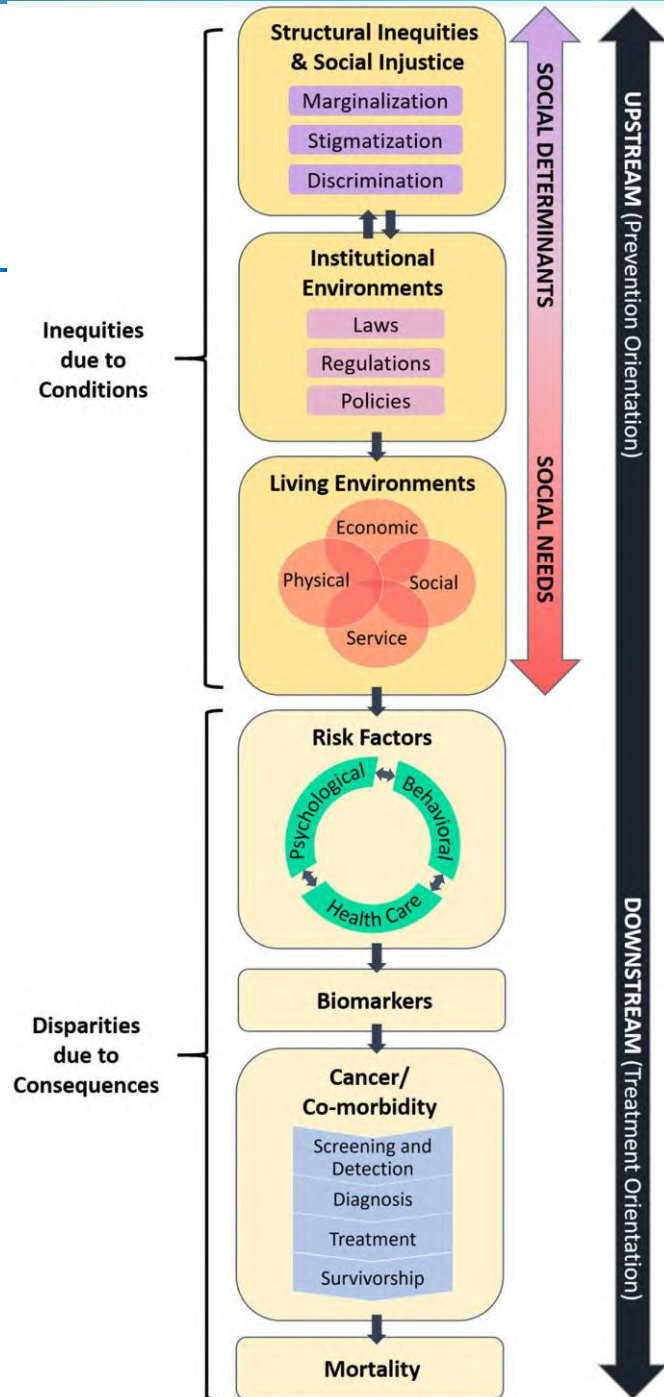 Structural Inequities
& Social Injustice
Marginalization
Stigmatization
Discrimination
Institutional
Environments
Laws
Regulations
Policies
Inequities
due to
Conditions
Living Environments
Economic
Physical
Social
Service
SOCIAL DETERMINANTS
SOCIAL NEEDS
UPSTREAM (Prevention Orientation)
Risk Factors
Psychological
Behavioral
Health Care
Biomarkers
Disparities
due to
Consequences
Cancer/
Co-morbidity
Screening and
Detection
Diagnosis
Treatment
Survivorship
Mortality
DOWNSTREAM (Treatment Orientation)